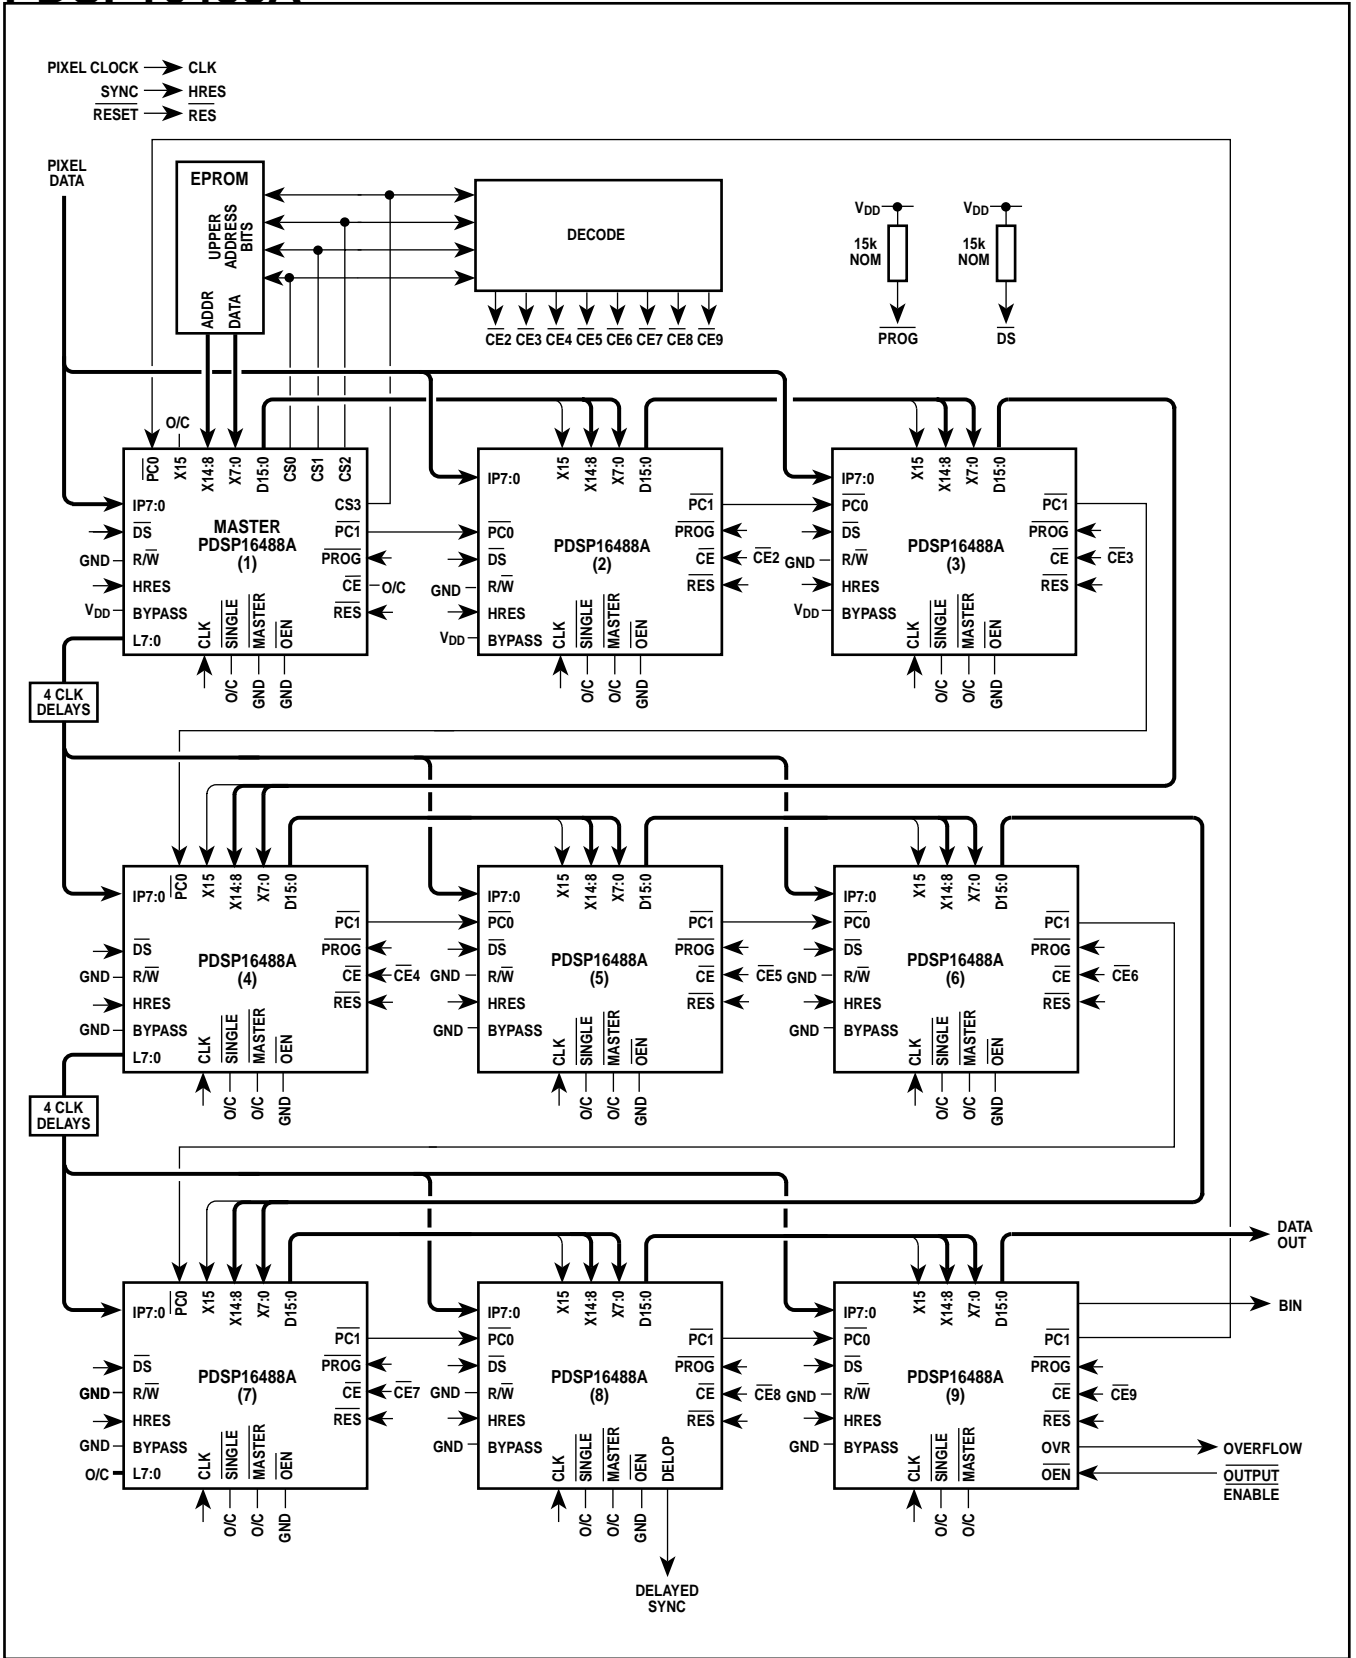 PIXEL CLOCK CLK
SYNC HRES
RESET RES
PIXEL
DATA
EPROM
UPPER
ADDRESS
BITS
ADDR
DATA
DECODE
CE2 CE3 CE4 CE5 CE6 CE7 CE8 CE9
VDD
15k
NOM
PROG
VDD
15k
NOM
DS
O/C
PC0 X15 X14:8 X7:0 D15:0 CS0 CS1 CS2
IP7:0
DS
GND R/W
HRES
VDD BYPASS
L7:0
MASTER
PDSP16488A
(1)
CS3
PC1
PROG
CE O/C
RES
CLK SINGLE MASTER OEN
O/C GND GND
X15 X14:8 X7:0 D15:0
IP7:0
PC0
DS
GND R/W
HRES
VDD BYPASS
PDSP16488A
(2)
PC1
PROG
CE CE2
RES
CLK SINGLE MASTER OEN
O/C O/C GND
X15 X14:8 X7:0 D15:0
IP7:0
PC0
DS
GND R/W
HRES
VDD BYPASS
PDSP16488A
(3)
PC1
PROG
CE CE3
RES
CLK SINGLE MASTER OEN
O/C O/C GND
4 CLK
DELAYS
PC0 X15 X14:8 X7:0 D15:0
IP7:0
DS
GND R/W
HRES
GND BYPASS
L7:0
PDSP16488A
(4)
PC1
PROG
CE CE4
RES
CLK SINGLE MASTER OEN
O/C O/C GND
X15 X14:8 X7:0 D15:0
IP7:0
PC0
DS
GND R/W
HRES
GND BYPASS
PDSP16488A
(5)
PC1
PROG
CE CE5
RES
CLK SINGLE MASTER OEN
O/C O/C GND
X15 X14:8 X7:0 D15:0
IP7:0
PC0
DS
GND R/W
HRES
GND BYPASS
PDSP16488A
(6)
PC1
PROG
CE CE6
RES
CLK SINGLE MASTER OEN
O/C O/C GND
4 CLK
DELAYS
PC0 X15 X14:8 X7:0 D15:0
IP7:0
DS
GND R/W
HRES
GND BYPASS
O/C L7:0
PDSP16488A
(7)
PC1
PROG
CE CE7
RES
CLK SINGLE MASTER OEN
O/C O/C GND
X15 X14:8 X7:0 D15:0
IP7:0
PC0
DS
GND R/W
HRES
GND BYPASS
PDSP16488A
(8)
PC1
PROG
CE CE8
RES
CLK SINGLE MASTER OEN DELOP
O/C O/C GND
DELAYED
SYNC
X15 X14:8 X7:0 D15:0
IP7:0
PC0
DS
GND R/W
HRES
GND BYPASS
PDSP16488A
(9)
PC1
PROG
CE CE9
RES
OVR
OEN
CLK SINGLE MASTER
O/C O/C
DATA
OUT
BIN
OVERFLOW
OUTPUT
ENABLE